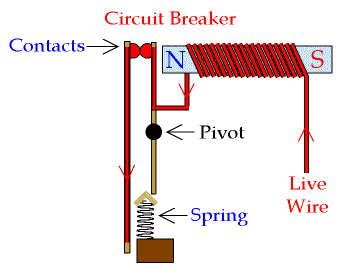 Circuit Breaker
Contacts
N
S
Pivot
Live
Wire
Spring